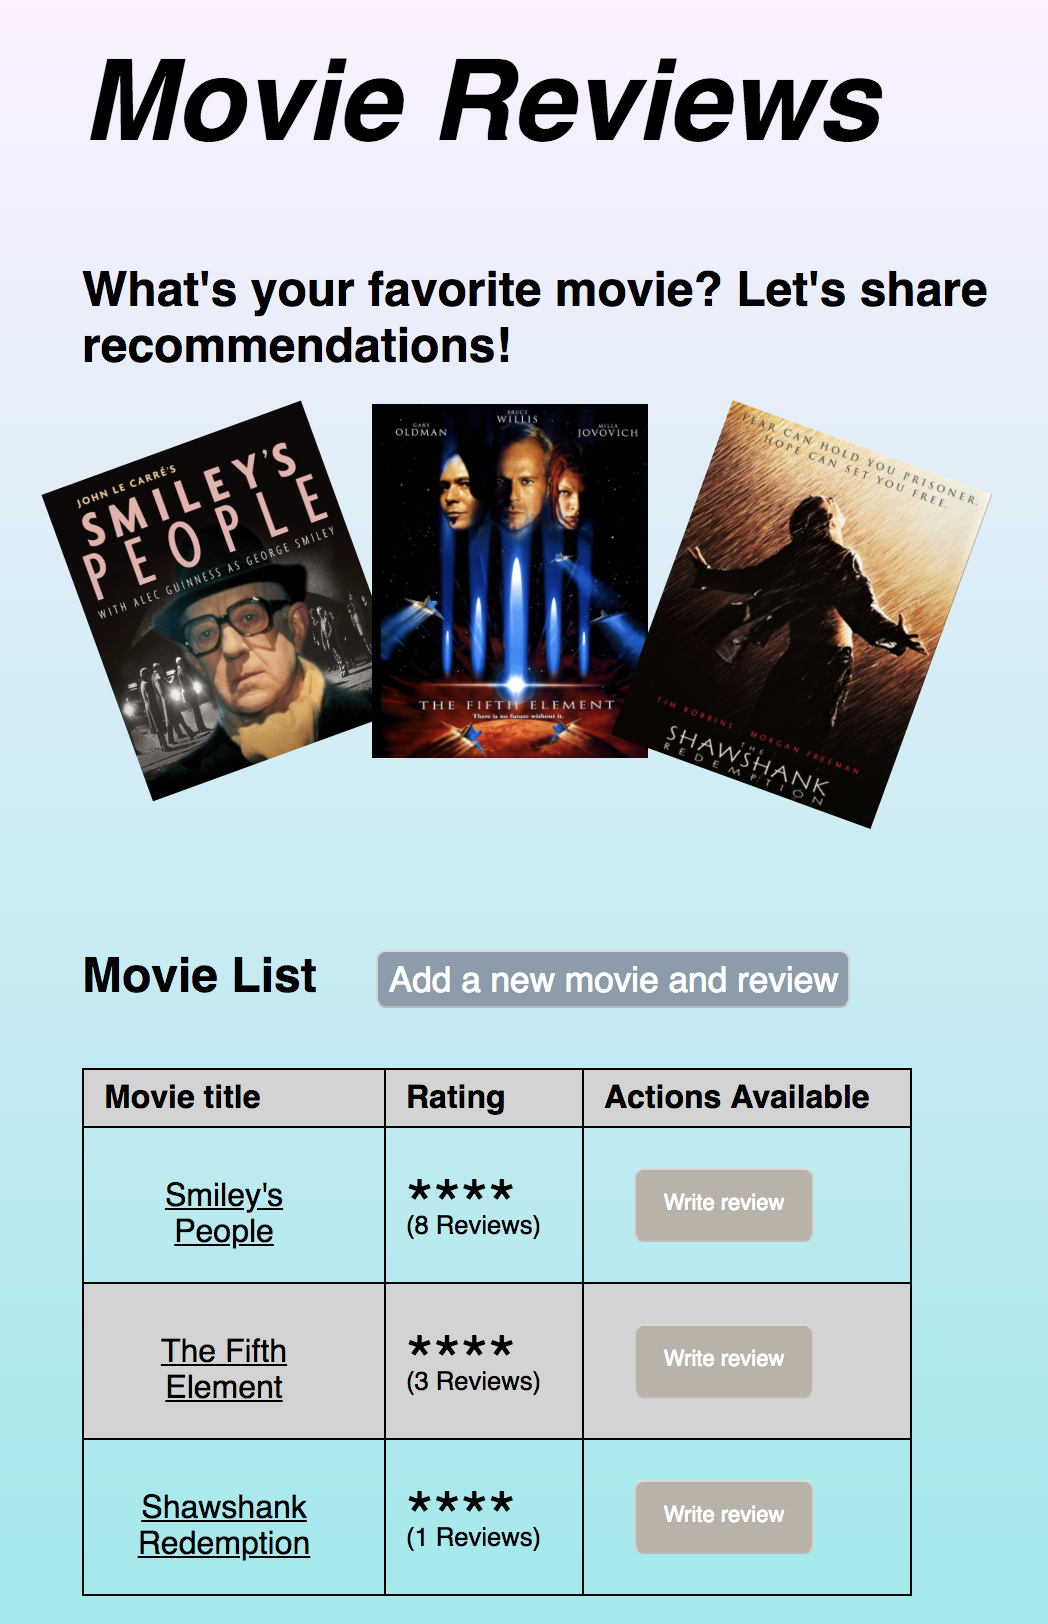 Movie Reviews
What's your favorite movie? Let's share
recommendations!
JOHN LE CARRÉ'S
SMILEY'S
PEOPLE
WITH ALEC GUINNESS AS GEORGE SMILEY
GARY
OLDMAN
BRUCE
WILLIS
MILLA
JOVOVICH
THE FIFTH ELEMENT
There is no future without it.
FEAR CAN HOLD YOU PRISONER.
HOPE CAN SET YOU FREE.
TIM ROBBINS MORGAN FREEMAN
THE
SHAWSHANK
REDEMPTION
Movie List
Add a new movie and review
Movie title Rating Actions Available
Smiley's
People
****
(8 Reviews)
Write review
The Fifth
Element
****
(3 Reviews)
Write review
Shawshank
Redemption
****
(1 Reviews)
Write review